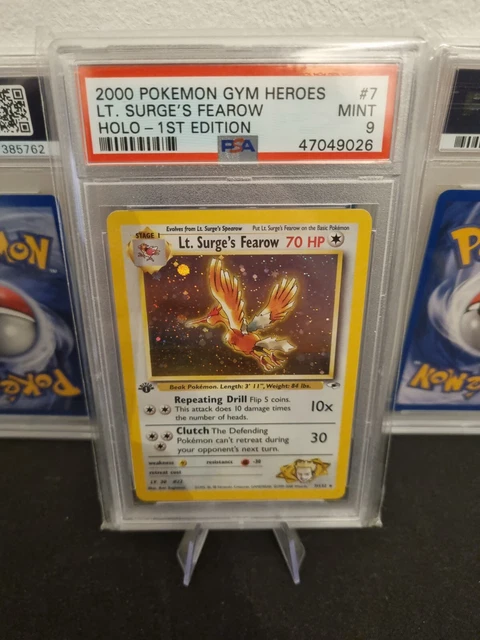 2000 POKEMON GYM HEROES #7
LT. SURGE'S FEAROW MINT
HOLO - 1ST EDITION 9
PSA 47049026
385762
STAGE 1
Evolves from Lt. Surge's Spearow Put Lt. Surge's Fearow on the Basic Pokémon
Lt. Surge's Fearow 70 HP
Beak Pokémon. Length: 3' 11", Weight: 84 lbs.
Repeating Drill Flip 5 coins.
This attack does 10 damage times 10x
the number of heads.
Clutch The Defending
Pokémon can't retreat during 30
your opponent's next turn.
weakness resistance -30
retreat cost